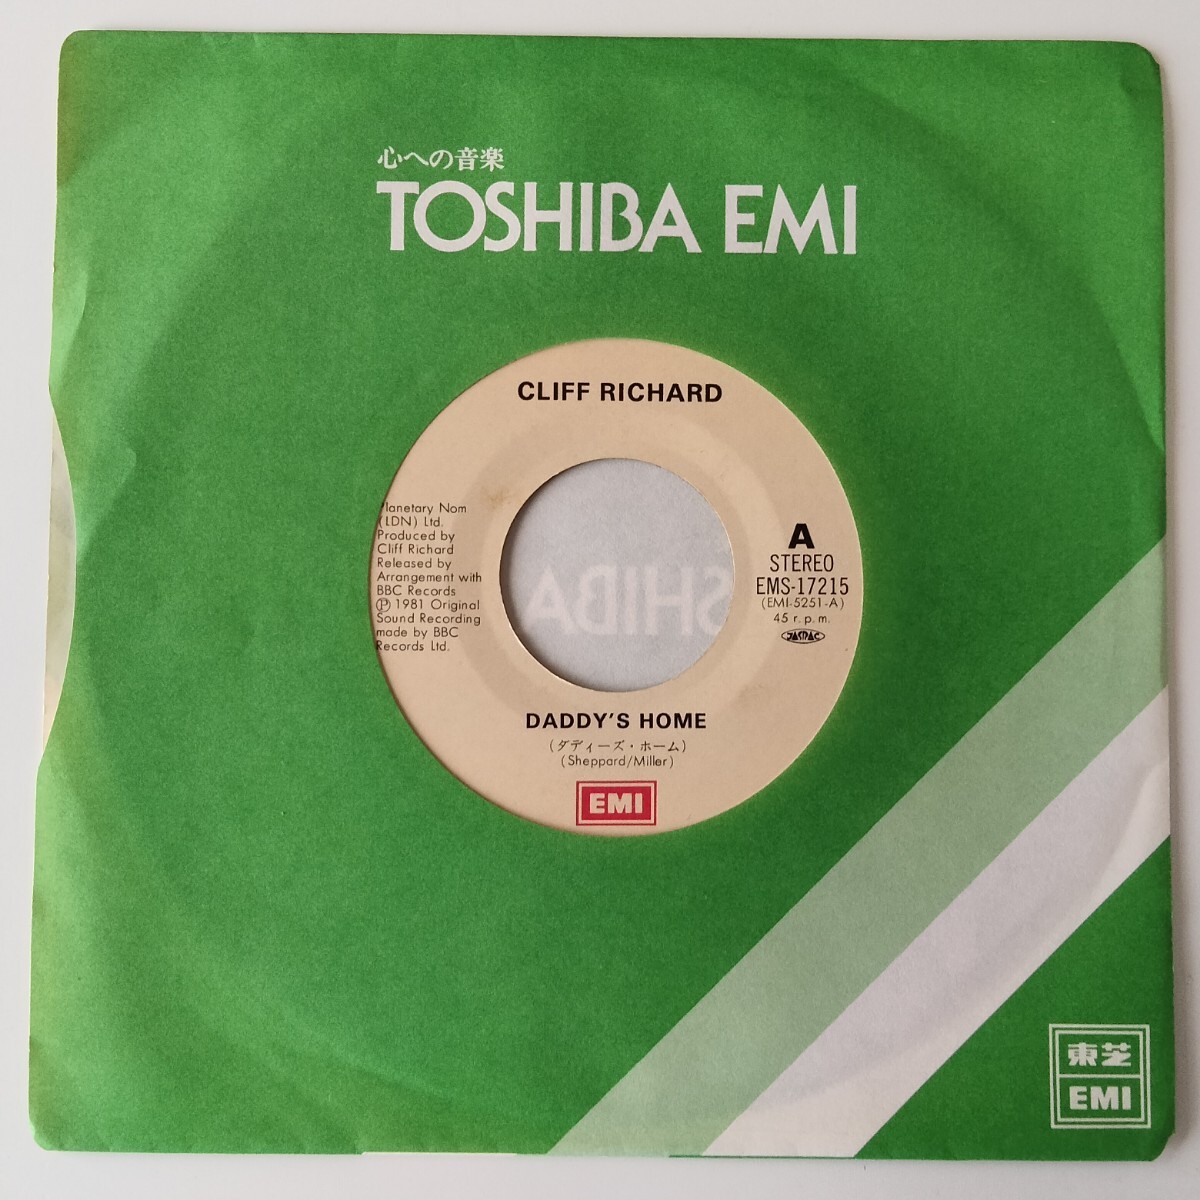 心への音楽
TOSHIBA EMI
CLIFF RICHARD
Planetary Nom
(LDN) Ltd.
Produced by
Cliff Richard
Released by
Arrangement with
BBC Records
Ⓟ 1981 Original
Sound Recording
made by BBC
Records Ltd.
A
STEREO
EMS-17215
(EMI-5251-A)
45 r.p.m.
JASRAC
SHIBA
DADDY'S HOME
(ダディーズ・ホーム)
(Sheppard/Miller)
EMI
東芝
EMI